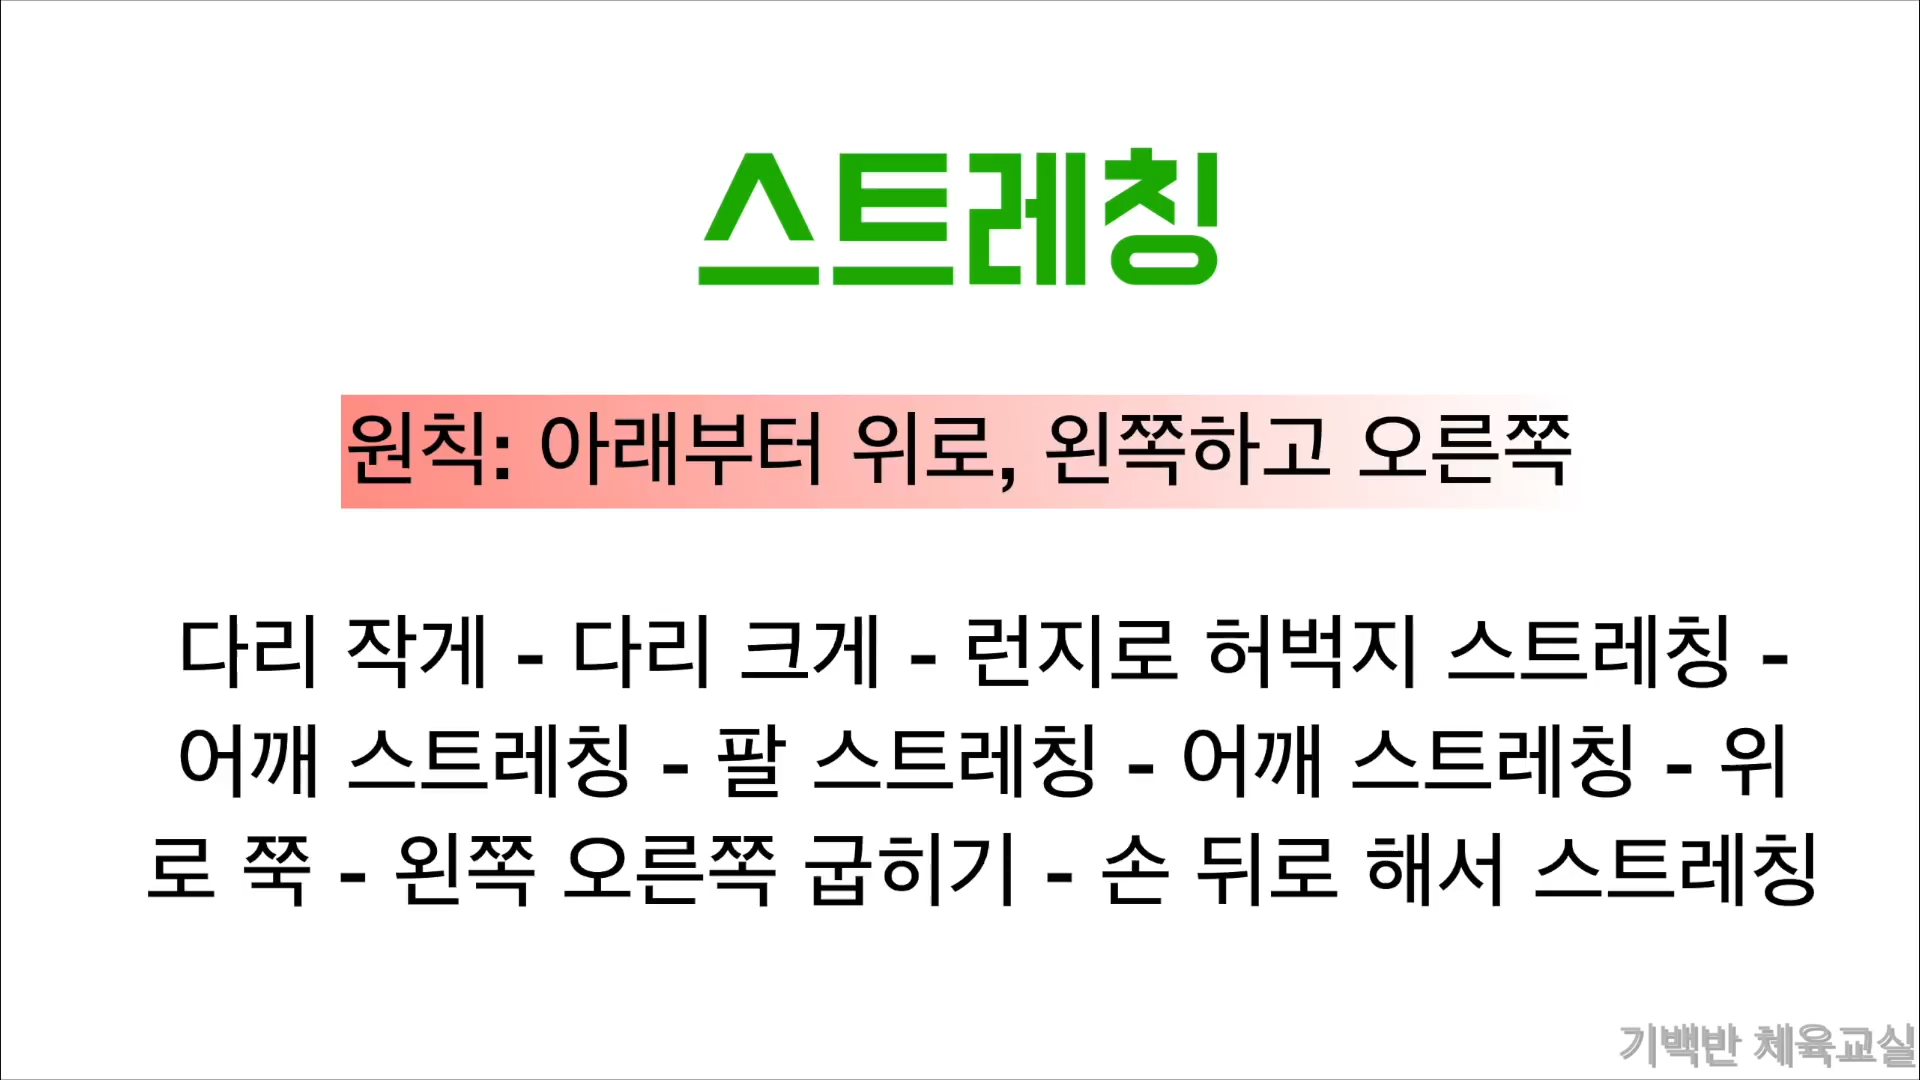 스트레칭
원칙: 아래부터 위로, 왼쪽하고 오른쪽
다리 작게 - 다리 크게 - 런지로 허벅지 스트레칭 -
어깨 스트레칭 - 팔 스트레칭 - 어깨 스트레칭 - 위
로 쭉 - 왼쪽 오른쪽 굽히기 - 손 뒤로 해서 스트레칭
기백반 체육교실